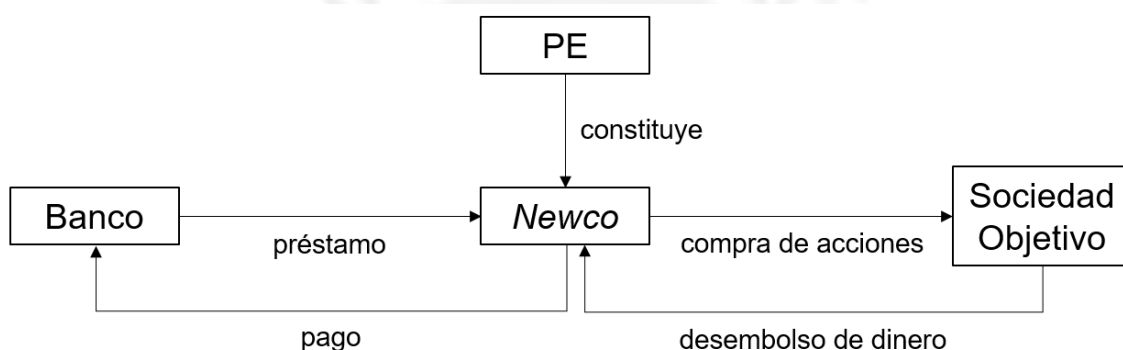 PE
constituye
Banco
préstamo
Newco
compra de acciones
Sociedad
Objetivo
pago
desembolso de dinero